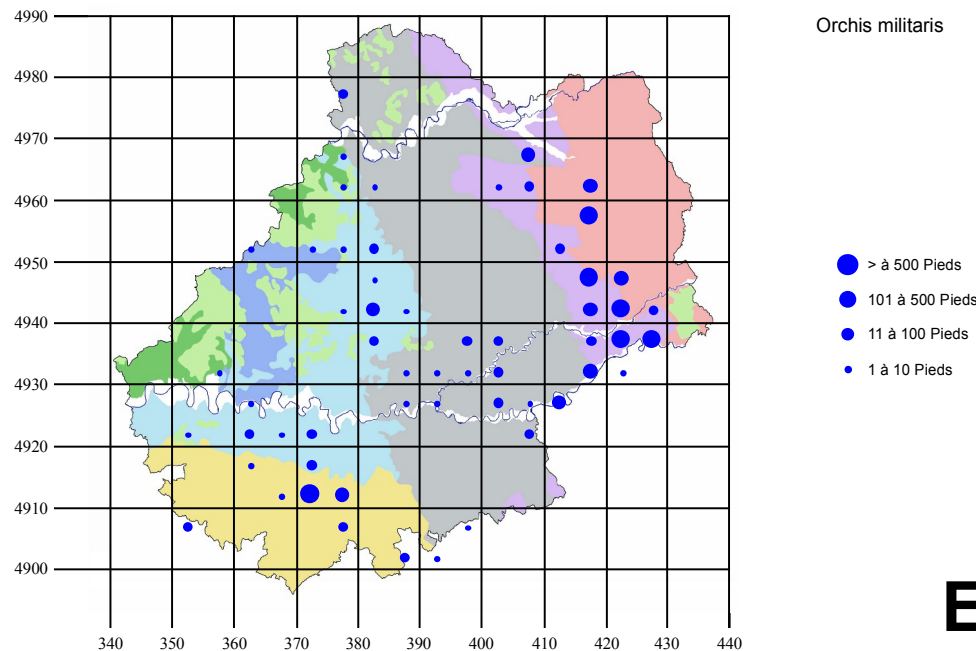 Orchis militaris
4990
4980
4970
4960
4950
4940
4930
4920
4910
4900
340 350 360 370 380 390 400 410 420 430 440
> à 500 Pieds
101 à 500 Pieds
11 à 100 Pieds
1 à 10 Pieds
E